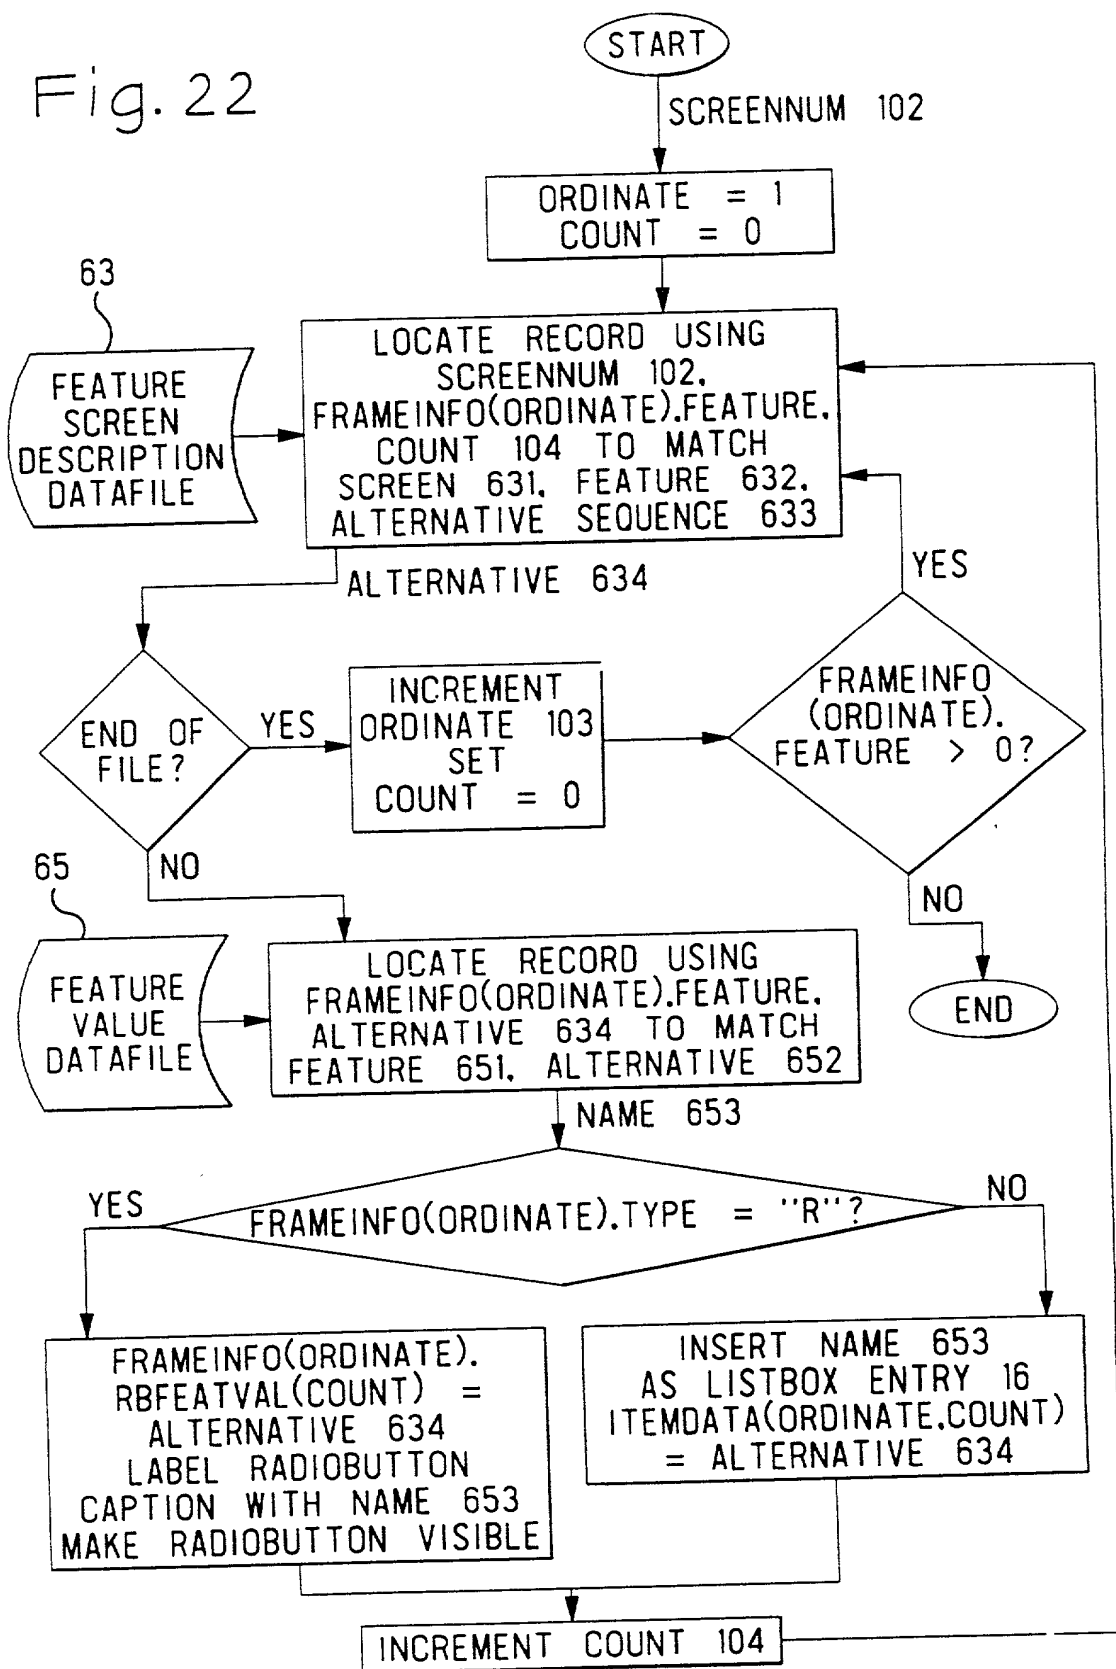 Fig. 22
START
SCREENNUM 102
ORDINATE = 1
COUNT = 0
63
FEATURE
SCREEN
DESCRIPTION
DATAFILE
LOCATE RECORD USING
SCREENNUM 102,
FRAMEINFO(ORDINATE).FEATURE,
COUNT 104 TO MATCH
SCREEN 631, FEATURE 632,
ALTERNATIVE SEQUENCE 633
ALTERNATIVE 634
YES
END OF
FILE?
YES
INCREMENT
ORDINATE 103
SET
COUNT = 0
FRAMEINFO
(ORDINATE).
FEATURE > 0?
NO
NO
END
65
FEATURE
VALUE
DATAFILE
LOCATE RECORD USING
FRAMEINFO(ORDINATE).FEATURE,
ALTERNATIVE 634 TO MATCH
FEATURE 651, ALTERNATIVE 652
NAME 653
YES
FRAMEINFO(ORDINATE).TYPE = "R"?
NO
FRAMEINFO(ORDINATE).
RBFEATVAL(COUNT) =
ALTERNATIVE 634
LABEL RADIOBUTTON
CAPTION WITH NAME 653
MAKE RADIOBUTTON VISIBLE
INSERT NAME 653
AS LISTBOX ENTRY 16
ITEMDATA(ORDINATE,COUNT)
= ALTERNATIVE 634
INCREMENT COUNT 104